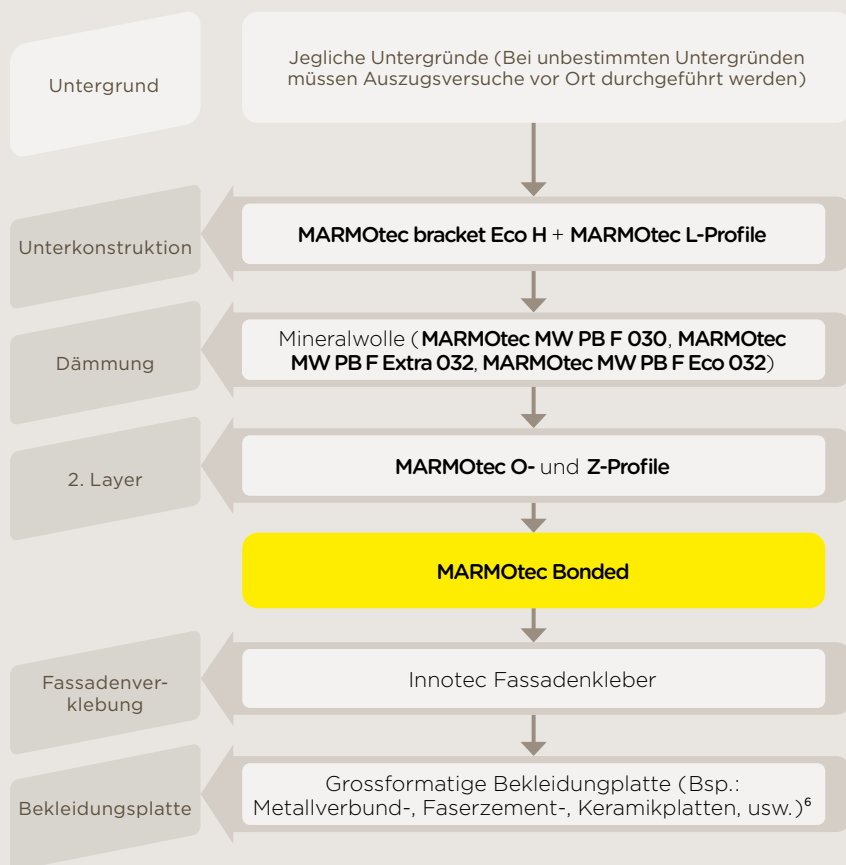 Untergrund
Jegliche Untergründe (Bei unbestimmten Untergründen
müssen Auszugsversuche vor Ort durchgeführt werden)
Unterkonstruktion
MARMOtec bracket Eco H + MARMOtec L-Profile
Dämmung
Mineralwolle (MARMOtec MW PB F 030, MARMOtec
MW PB F Extra 032, MARMOtec MW PB F Eco 032)
2. Layer
MARMOtec O- und Z-Profile
MARMOtec Bonded
Fassadenver-
klebung
Innotec Fassadenkleber
Bekleidungsplatte
Grossformatige Bekleidungplatte (Bsp.:
Metallverbund-, Faserzement-, Keramikplatten, usw.)⁶